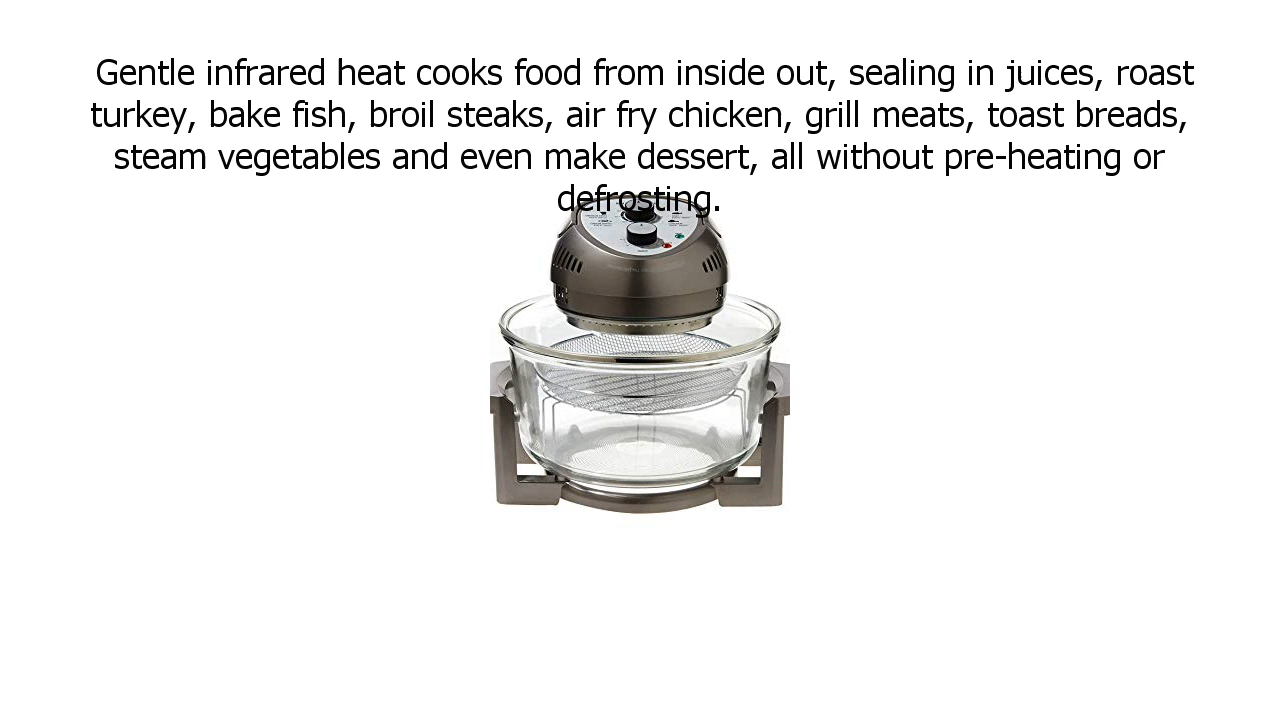 Gentle infrared heat cooks food from inside out, sealing in juices, roast
turkey, bake fish, broil steaks, air fry chicken, grill meats, toast breads,
steam vegetables and even make dessert, all without pre-heating or
defrosting.